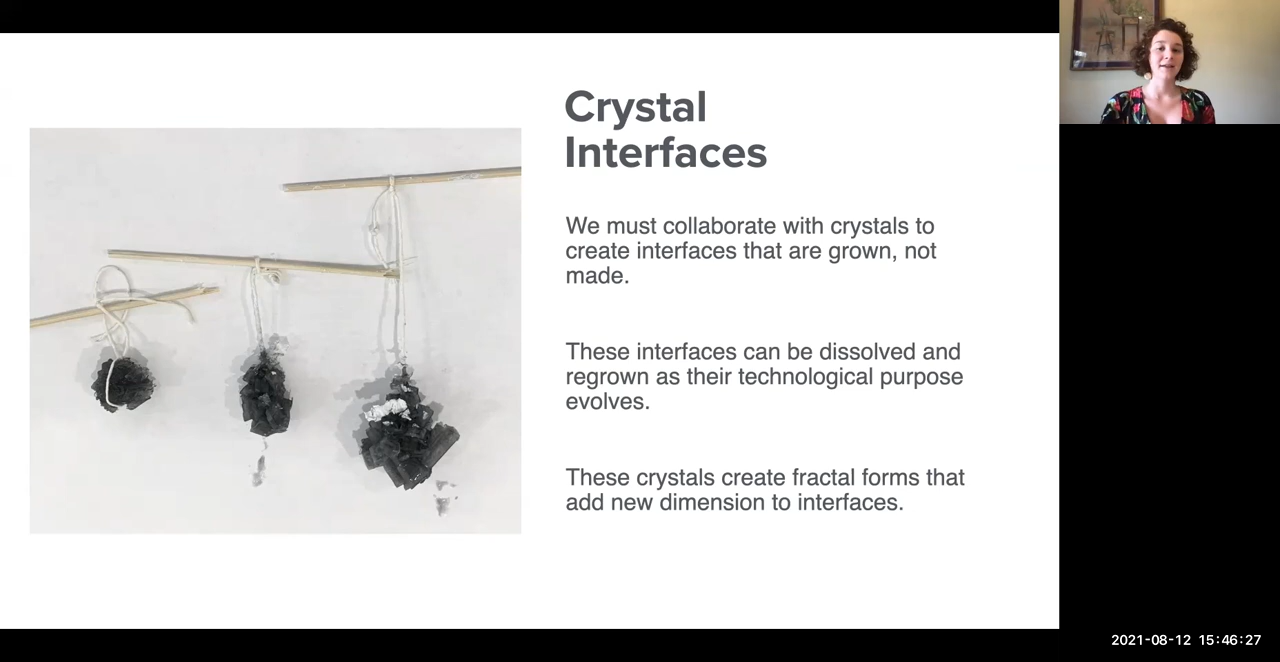 Crystal
Interfaces
We must collaborate with crystals to
create interfaces that are grown, not
made.
These interfaces can be dissolved and
regrown as their technological purpose
evolves.
These crystals create fractal forms that
add new dimension to interfaces.
2021-08-12 15:46:27